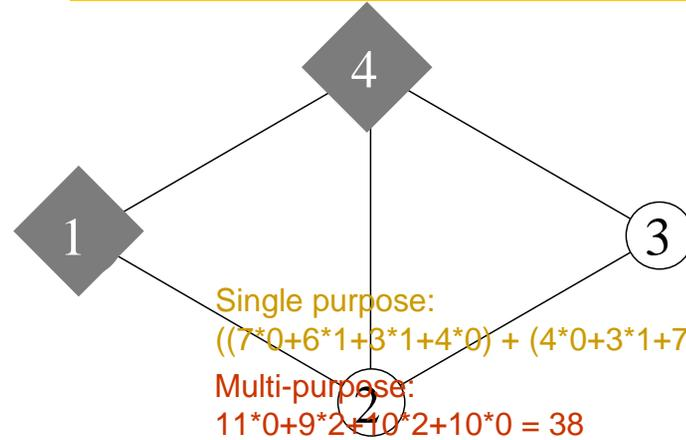 4
1
3
Single purpose:
((7*0+6*1+3*1+4*0) + (4*0+3*1+7
Multi-purpose:
2
11*0+9*2+10*2+10*0 = 38